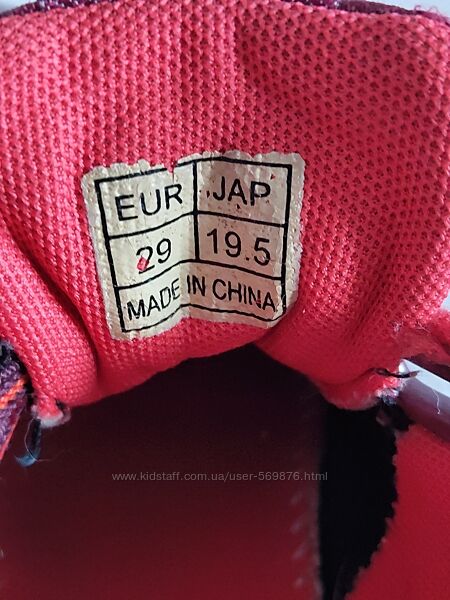 EUR JAP
29 19.5
MADE IN CHINA
www.kidstaff.com.ua/user-569876.html